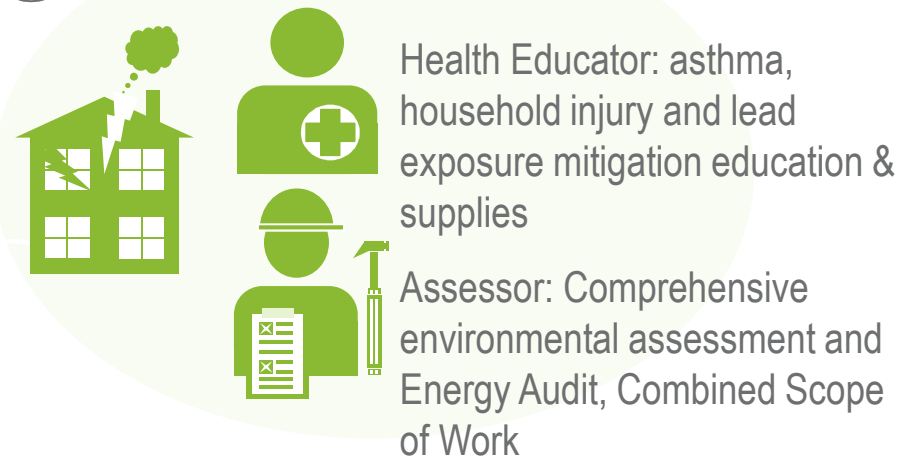 Health Educator: asthma,
household injury and lead
exposure mitigation education &
supplies
Assessor: Comprehensive
environmental assessment and
Energy Audit, Combined Scope
of Work